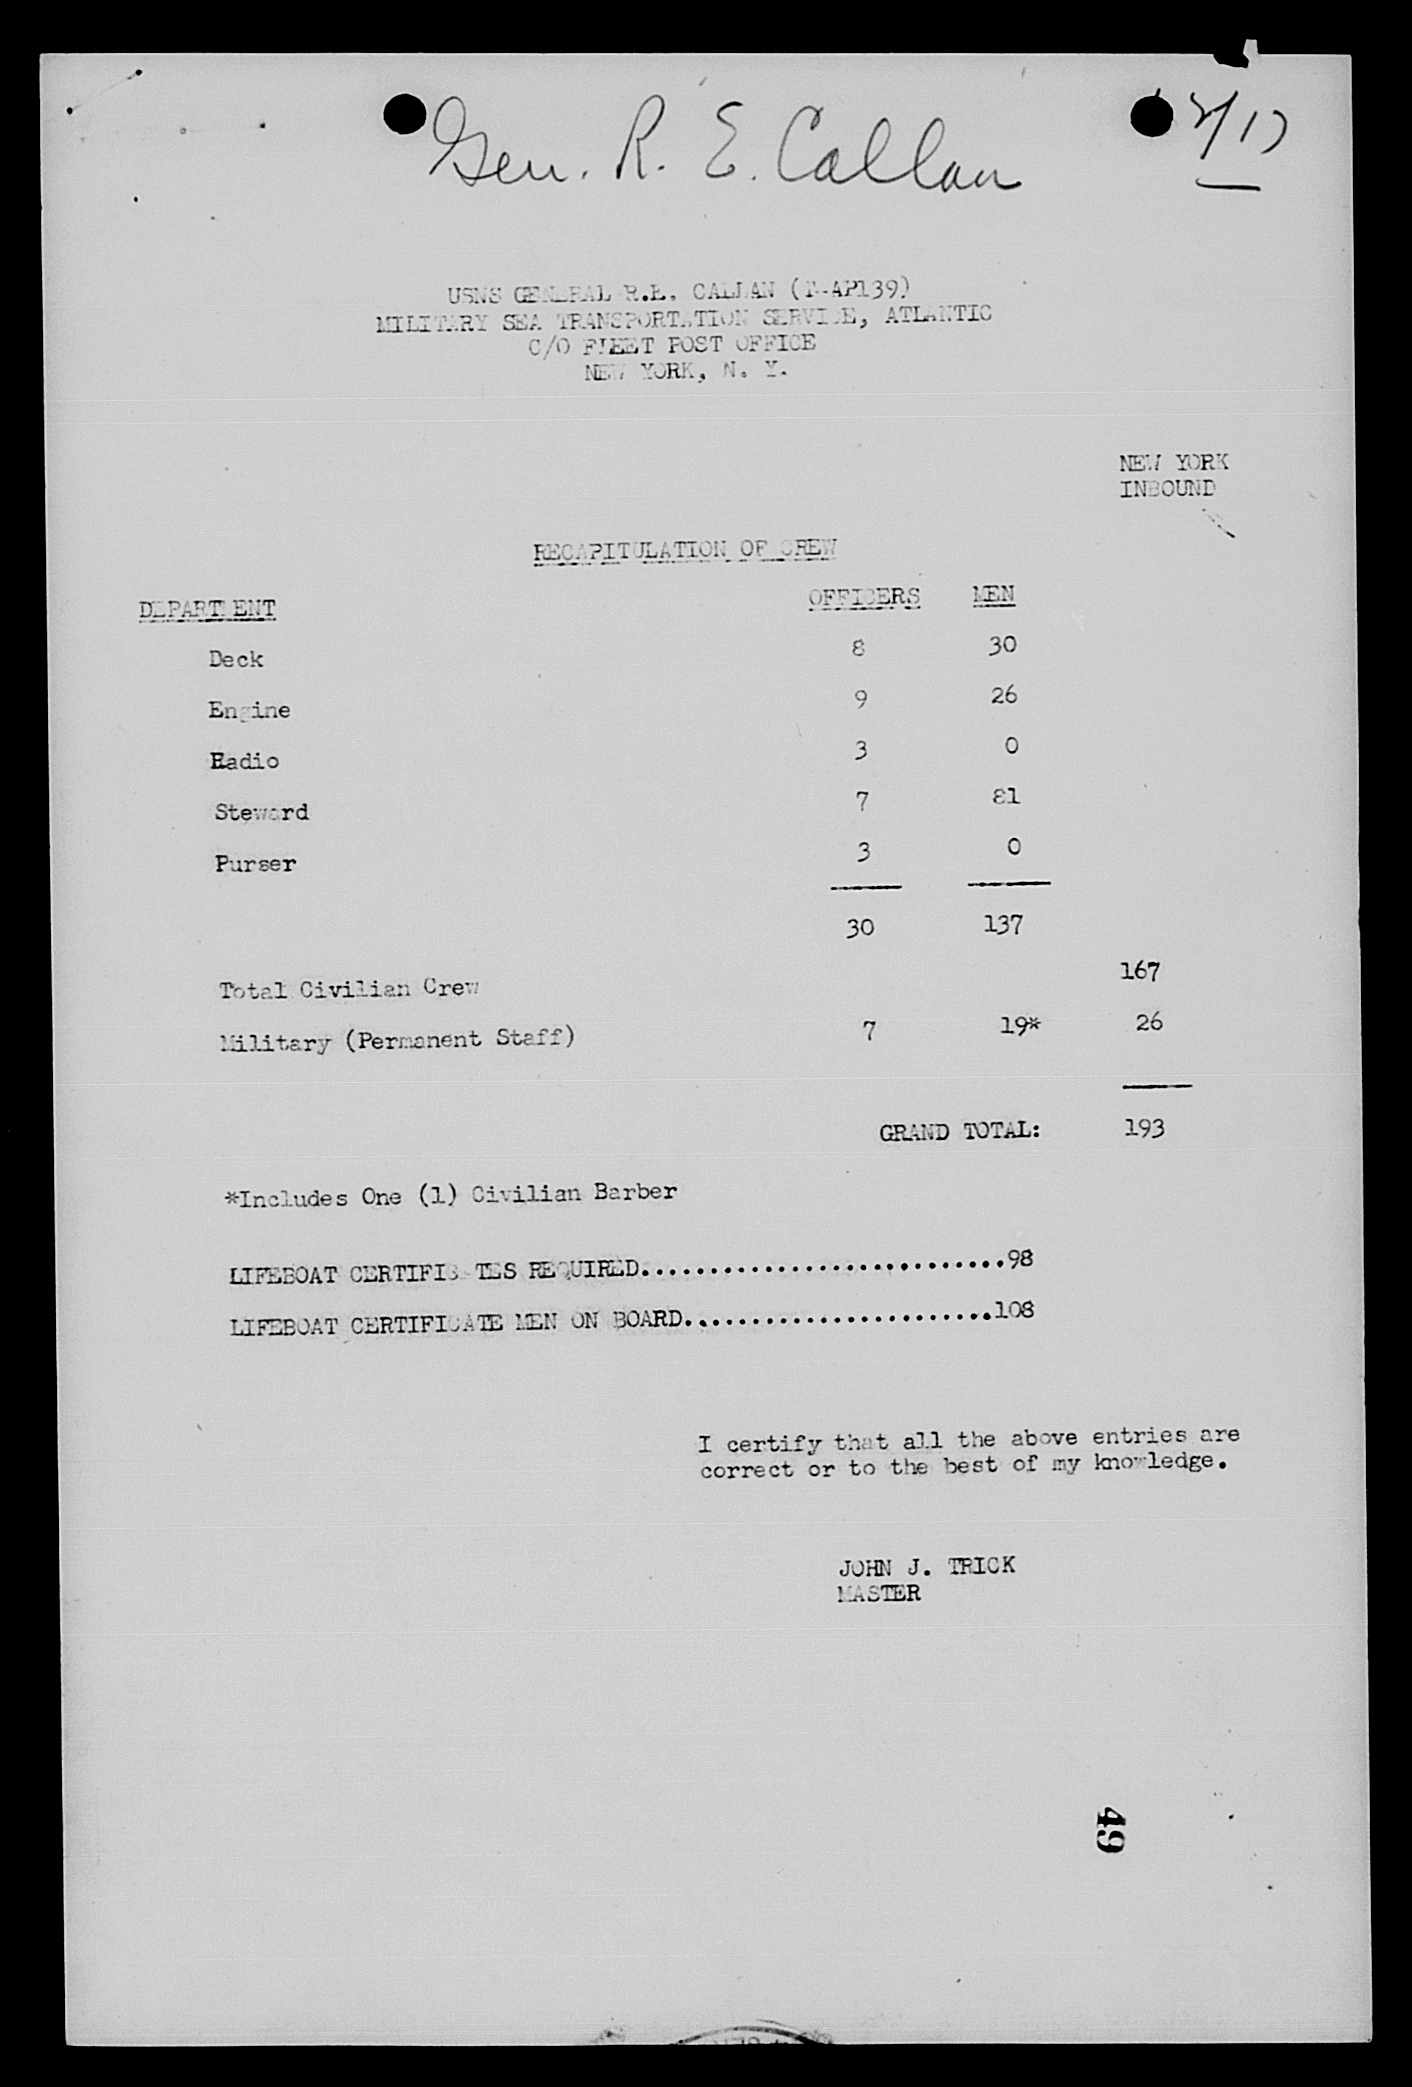 Gen. R. E. Callan
2/17
USNS GENERAL R.E. CALLAN (T-AP139)
MILITARY SEA TRANSPORTATION SERVICE, ATLANTIC
C/O FLEET POST OFFICE
NEW YORK, N. Y.
NEW YORK
INBOUND
RECAPITULATION OF CREW
DEPARTMENT OFFICERS MEN
Deck 8 30
Engine 9 26
Radio 3 0
Steward 7 81
Purser 3 0
30 137
Total Civilian Crew 167
Military (Permanent Staff) 7 19* 26
GRAND TOTAL: 193
*Includes One (1) Civilian Barber
LIFEBOAT CERTIFICATES REQUIRED...........................98
LIFEBOAT CERTIFICATE MEN ON BOARD.......................108
I certify that all the above entries are
correct or to the best of my knowledge.
JOHN J. TRICK
MASTER
49